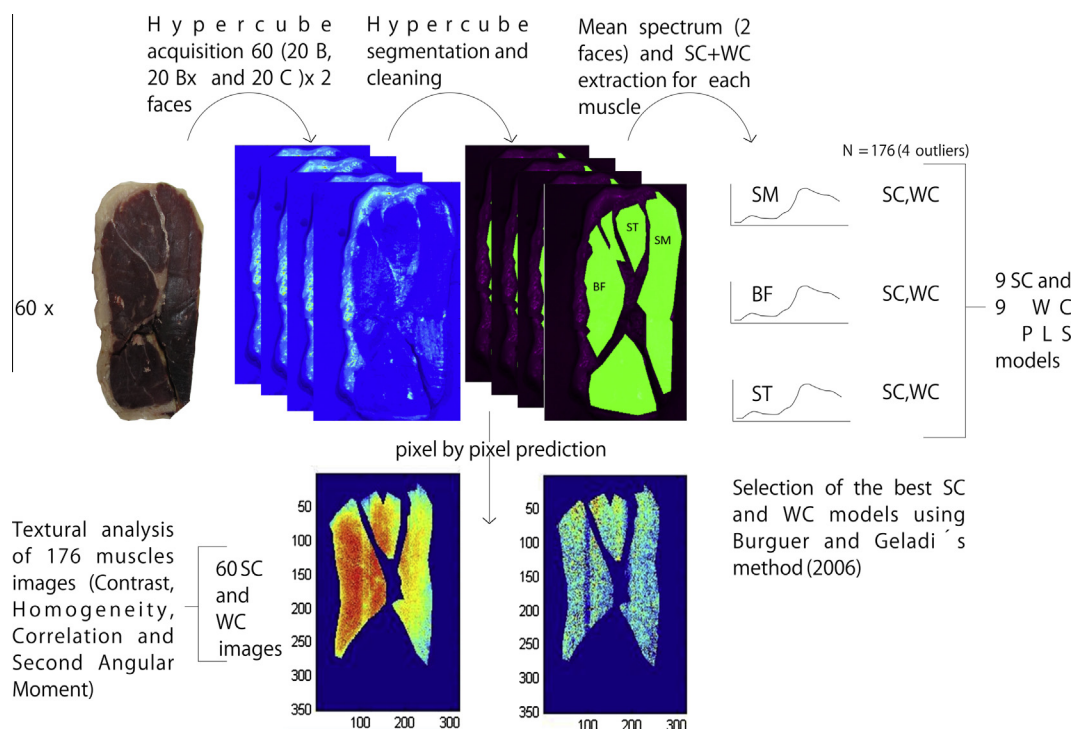 Hypercube
acquisition 60 (20 B,
20 Bx and 20 C )x 2
faces
Hypercube
segmentation and
cleaning
Mean spectrum (2
faces) and SC+WC
extraction for each
muscle
N = 176 (4 outliers)
60 x
ST
SM
BF
SM
SC,WC
BF
SC,WC
ST
SC,WC
9 SC and
9 WC
PLS
models
pixel by pixel prediction
Textural analysis
of 176 muscles
images (Contrast,
Homogeneity,
Correlation and
Second Angular
Moment)
60 SC
and
WC
images
50
100
150
200
250
300
350
100
200
300
50
100
150
200
250
300
350
100
200
300
Selection of the best SC
and WC models using
Burguer and Geladi´s
method (2006)